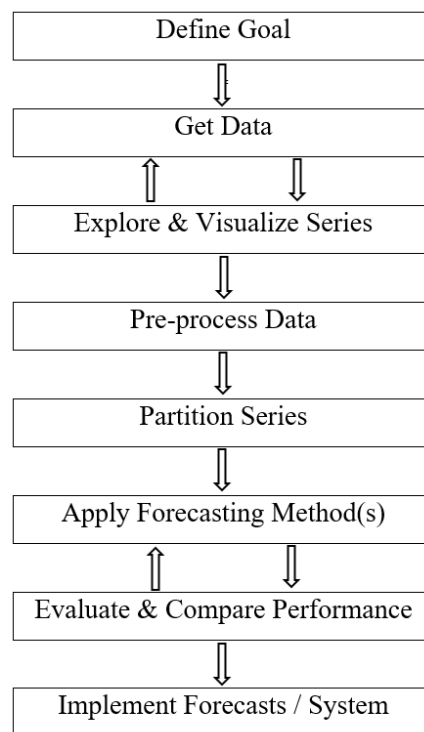 Define Goal
Get Data
Explore & Visualize Series
Pre-process Data
Partition Series
Apply Forecasting Method(s)
Evaluate & Compare Performance
Implement Forecasts / System